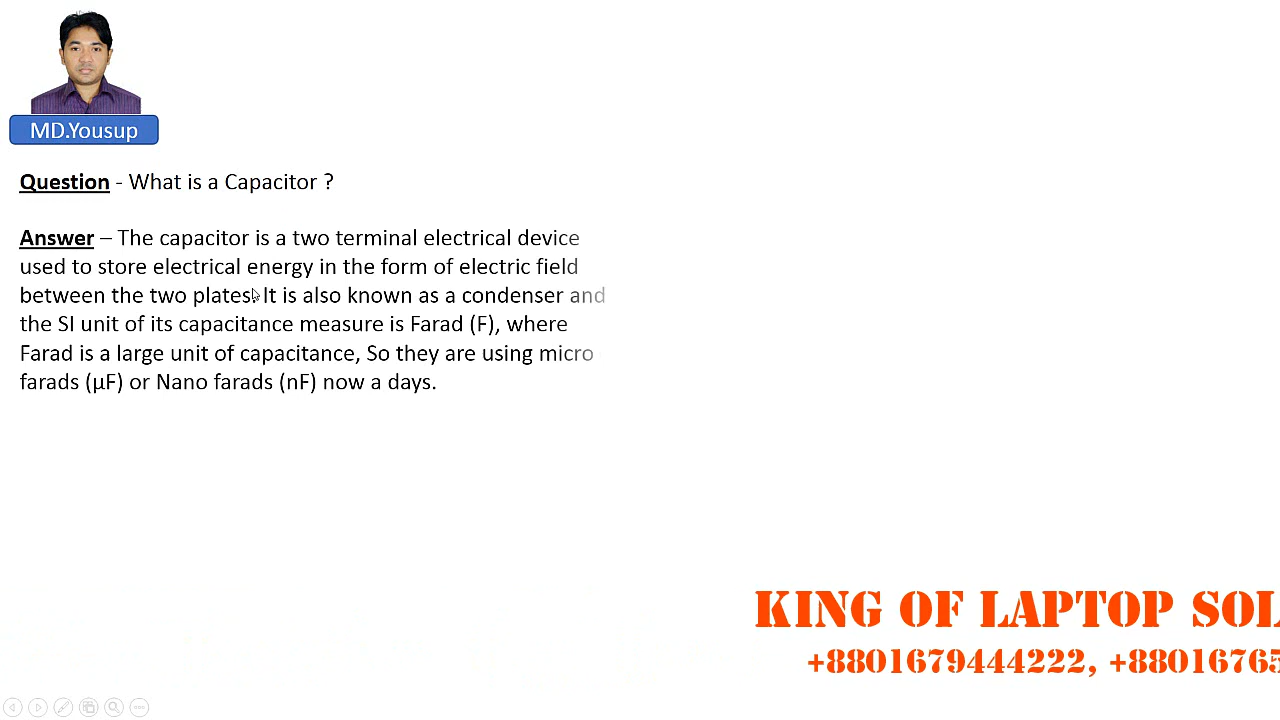 MD.Yousup
Question - What is a Capacitor ?
Answer – The capacitor is a two terminal electrical device
used to store electrical energy in the form of electric field
between the two plates. It is also known as a condenser and
the SI unit of its capacitance measure is Farad (F), where
Farad is a large unit of capacitance, So they are using micro
farads (μF) or Nano farads (nF) now a days.
KING OF LAPTOP SOL
+8801679444222, +88016765